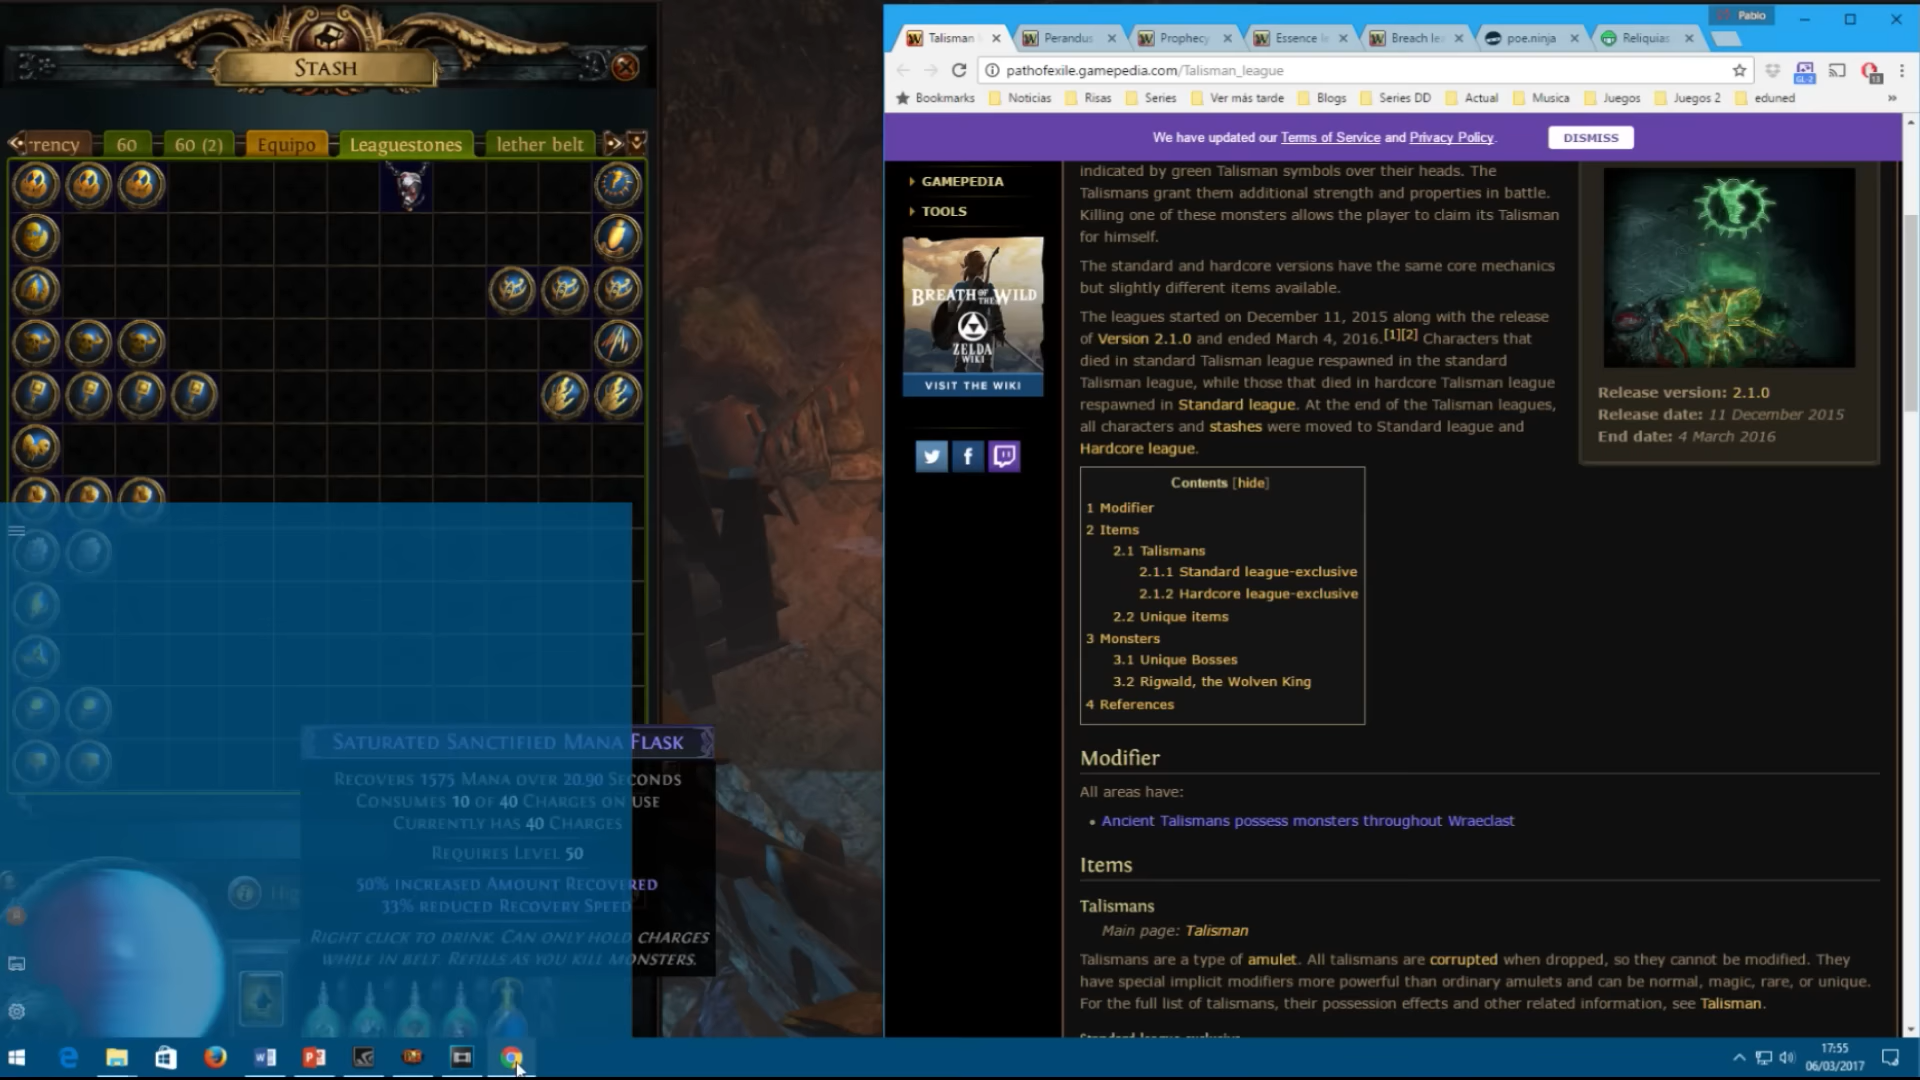 STASH
rrency
60
60 (2)
Equipo
Leaguestones
lether belt
SATURATED SANCTIFIED MANA FLASK
RECOVERS 1575 MANA OVER 20.90 SECONDS
CONSUMES 10 OF 40 CHARGES ON USE
CURRENTLY HAS 40 CHARGES
REQUIRES LEVEL 50
50% INCREASED AMOUNT RECOVERED
33% REDUCED RECOVERY SPEED
RIGHT CLICK TO DRINK. CAN ONLY HOLD CHARGES
WHILE IN BELT. REFILLS AS YOU KILL MONSTERS.
Pablo
Talisman
Perandus
Prophecy
Essence le
Breach lea
poe.ninja
Reliquias
pathofexile.gamepedia.com/Talisman_league
Bookmarks
Noticias
Risas
Series
Ver más tarde
Blogs
Series DD
Actual
Musica
Juegos
Juegos 2
eduned
»
We have updated our Terms of Service and Privacy Policy.
DISMISS
GAMEPEDIA
TOOLS
BREATH OF THE WILD
ZELDA
WIKI
VISIT THE WIKI
indicated by green Talisman symbols over their heads. The
Talismans grant them additional strength and properties in battle.
Killing one of these monsters allows the player to claim its Talisman
for himself.
The standard and hardcore versions have the same core mechanics
but slightly different items available.
The leagues started on December 11, 2015 along with the release
of Version 2.1.0 and ended March 4, 2016.[1][2] Characters that
died in standard Talisman league respawned in the standard
Talisman league, while those that died in hardcore Talisman league
respawned in Standard league. At the end of the Talisman leagues,
all characters and stashes were moved to Standard league and
Hardcore league.
Release version: 2.1.0
Release date: 11 December 2015
End date: 4 March 2016
Contents [hide]
1 Modifier
2 Items
2.1 Talismans
2.1.1 Standard league-exclusive
2.1.2 Hardcore league-exclusive
2.2 Unique items
3 Monsters
3.1 Unique Bosses
3.2 Rigwald, the Wolven King
4 References
Modifier
All areas have:
• Ancient Talismans possess monsters throughout Wraeclast
Items
Talismans
Main page: Talisman
Talismans are a type of amulet. All talismans are corrupted when dropped, so they cannot be modified. They
have special implicit modifiers more powerful than ordinary amulets and can be normal, magic, rare, or unique.
For the full list of talismans, their possession effects and other related information, see Talisman.
Standard league-exclusive
17:55
06/03/2017